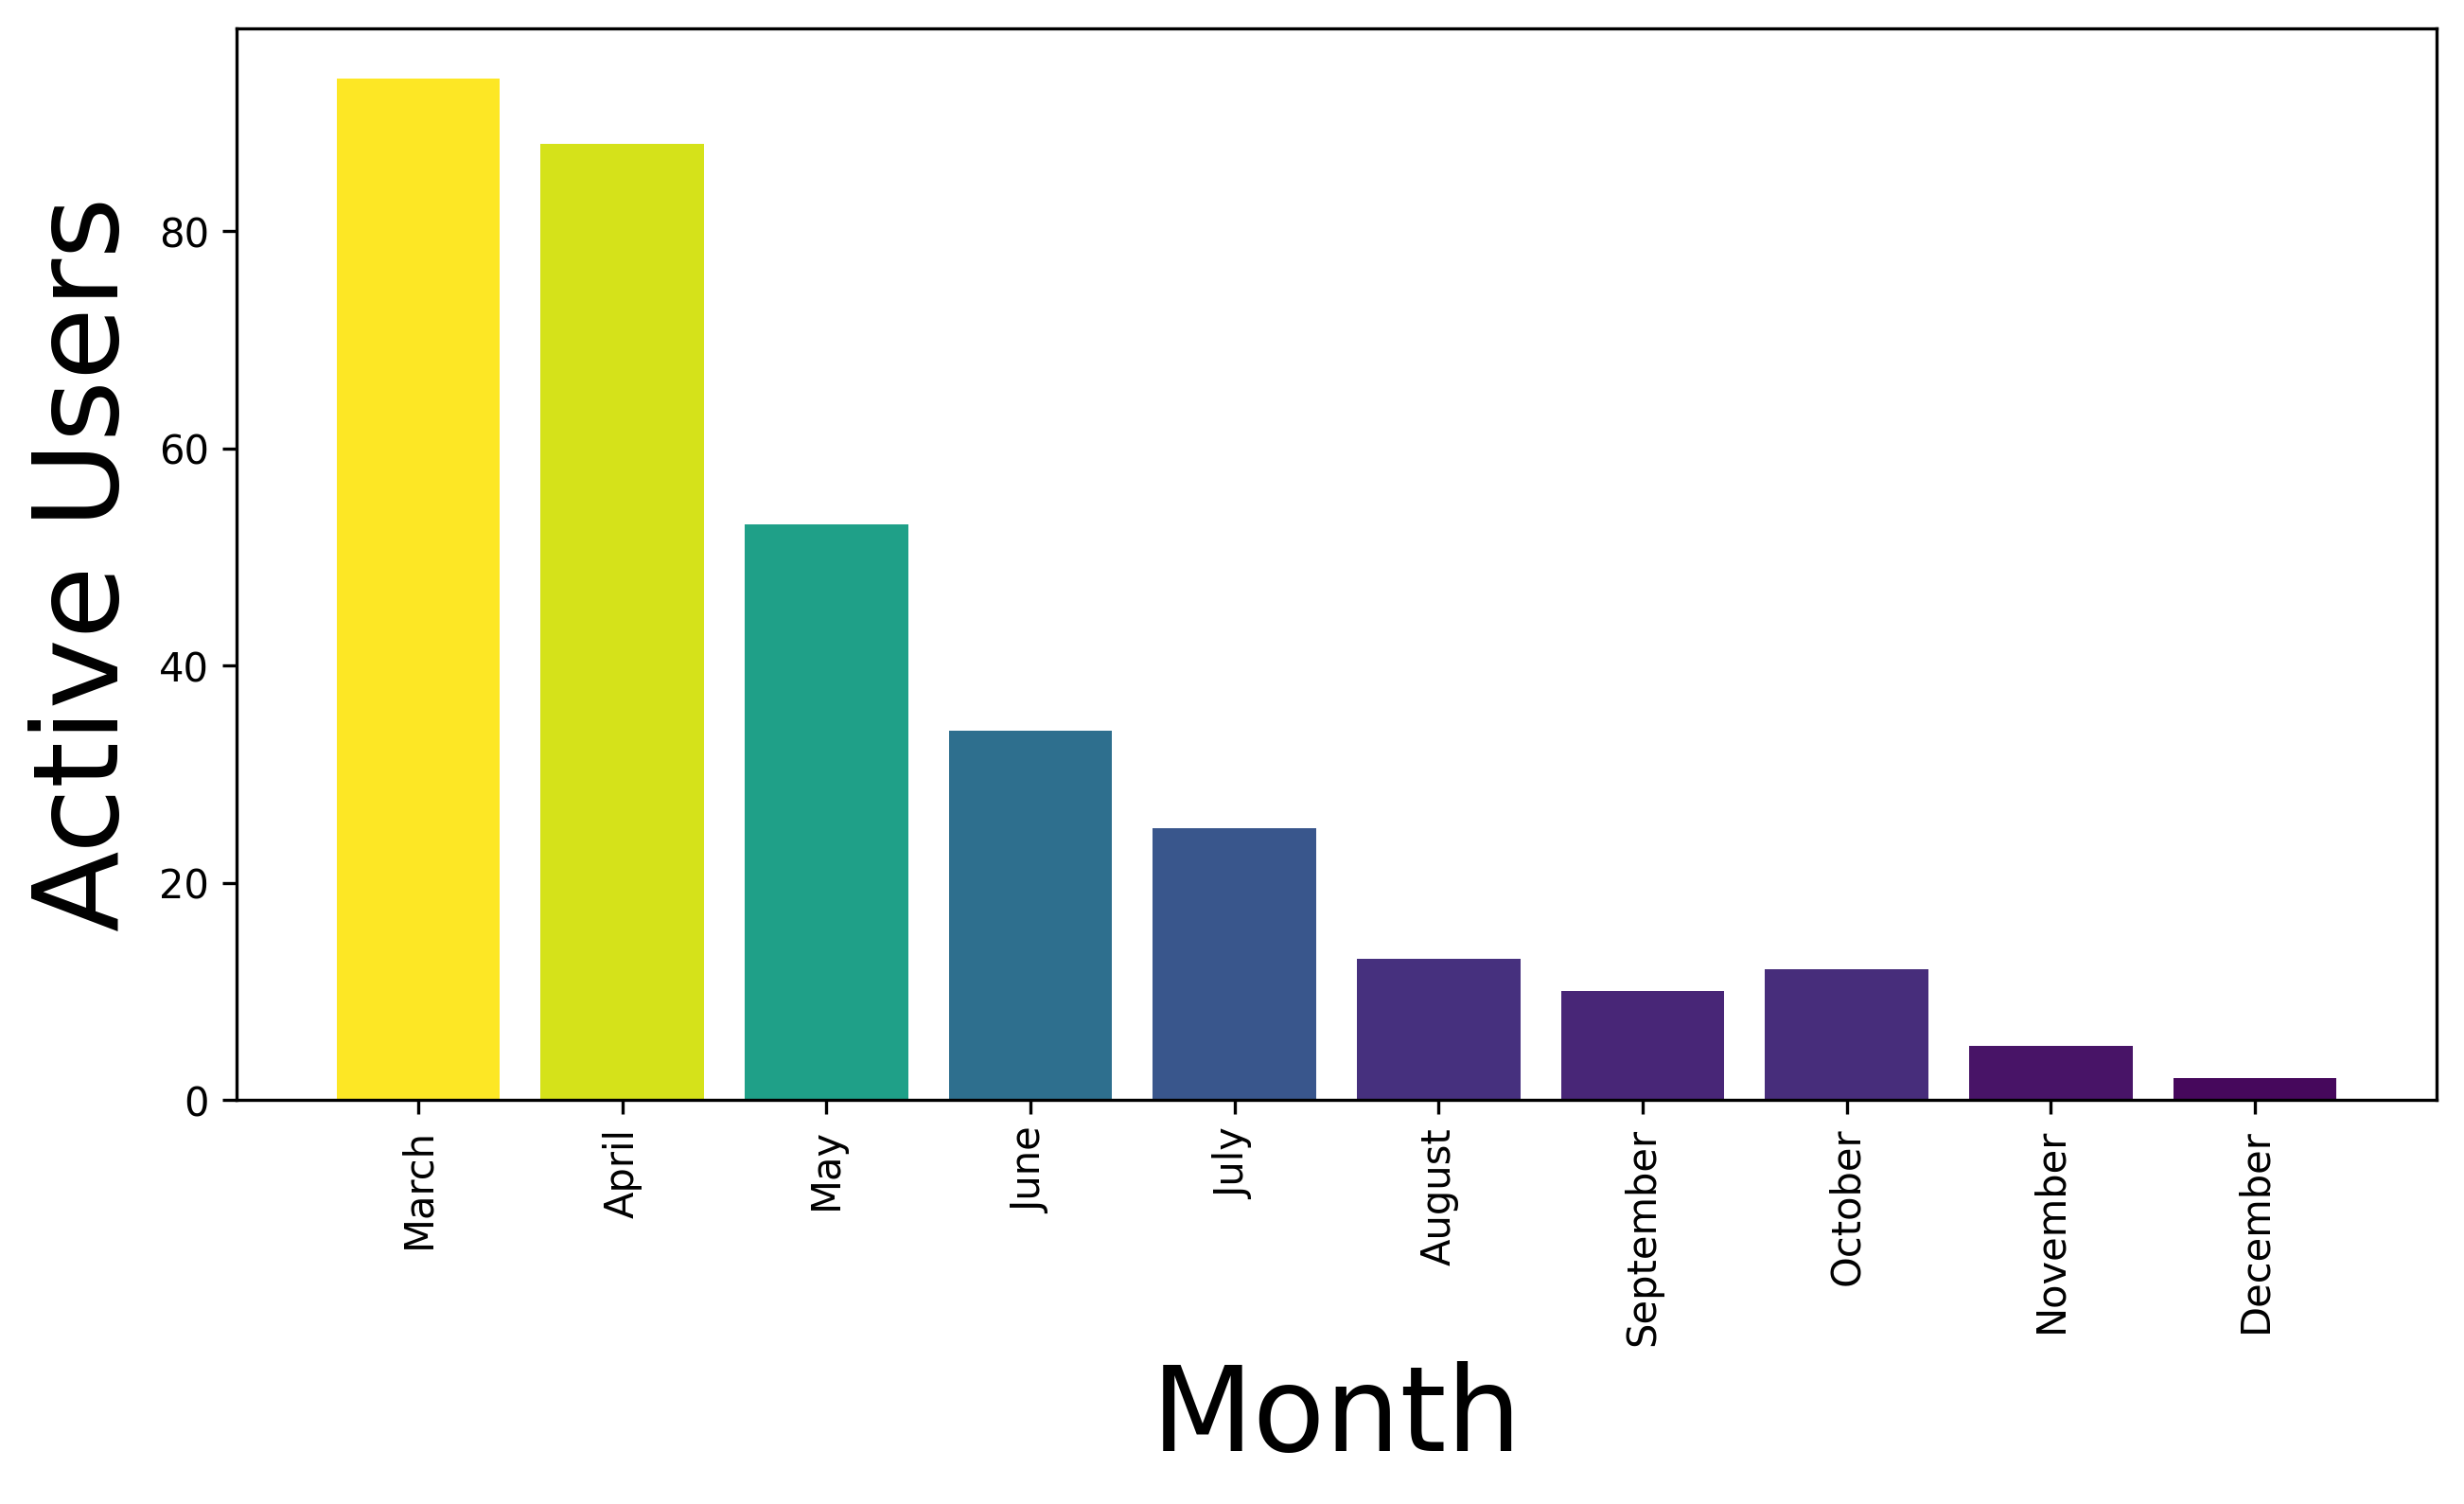 Active Users
80
60
40
20
0
March
April
May
June
July
August
September
October
November
December
Month